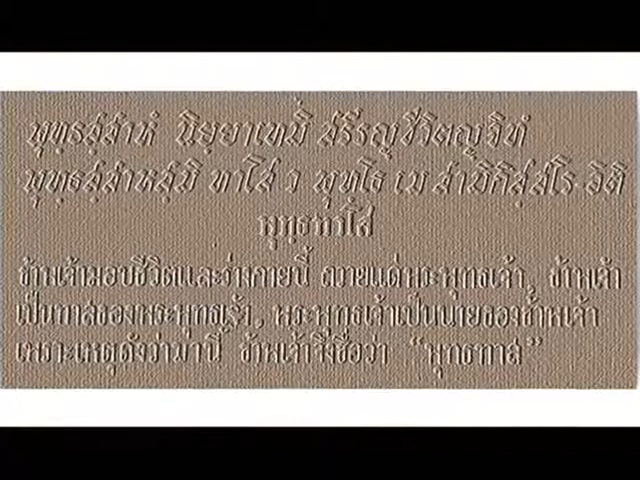 พุทฺธสฺสาหํ นิยฺยาเทมิ สรีรญฺชีวิตญฺจิทํ
พุทฺธสฺสาหสฺมิ ทาโส ว พุทฺโธ เม สามิกิสฺสโร อิติ
พุทฺธทาโส
ข้าพเจ้ามอบชีวิตและร่างกายนี้ ถวายแด่พระพุทธเจ้า, ข้าพเจ้า
เป็นทาสของพระพุทธเจ้า, พระพุทธเจ้าเป็นนายของข้าพเจ้า
เพราะเหตุดังว่ามานี้ ข้าพเจ้าจึงชื่อว่า “พุทธทาส”